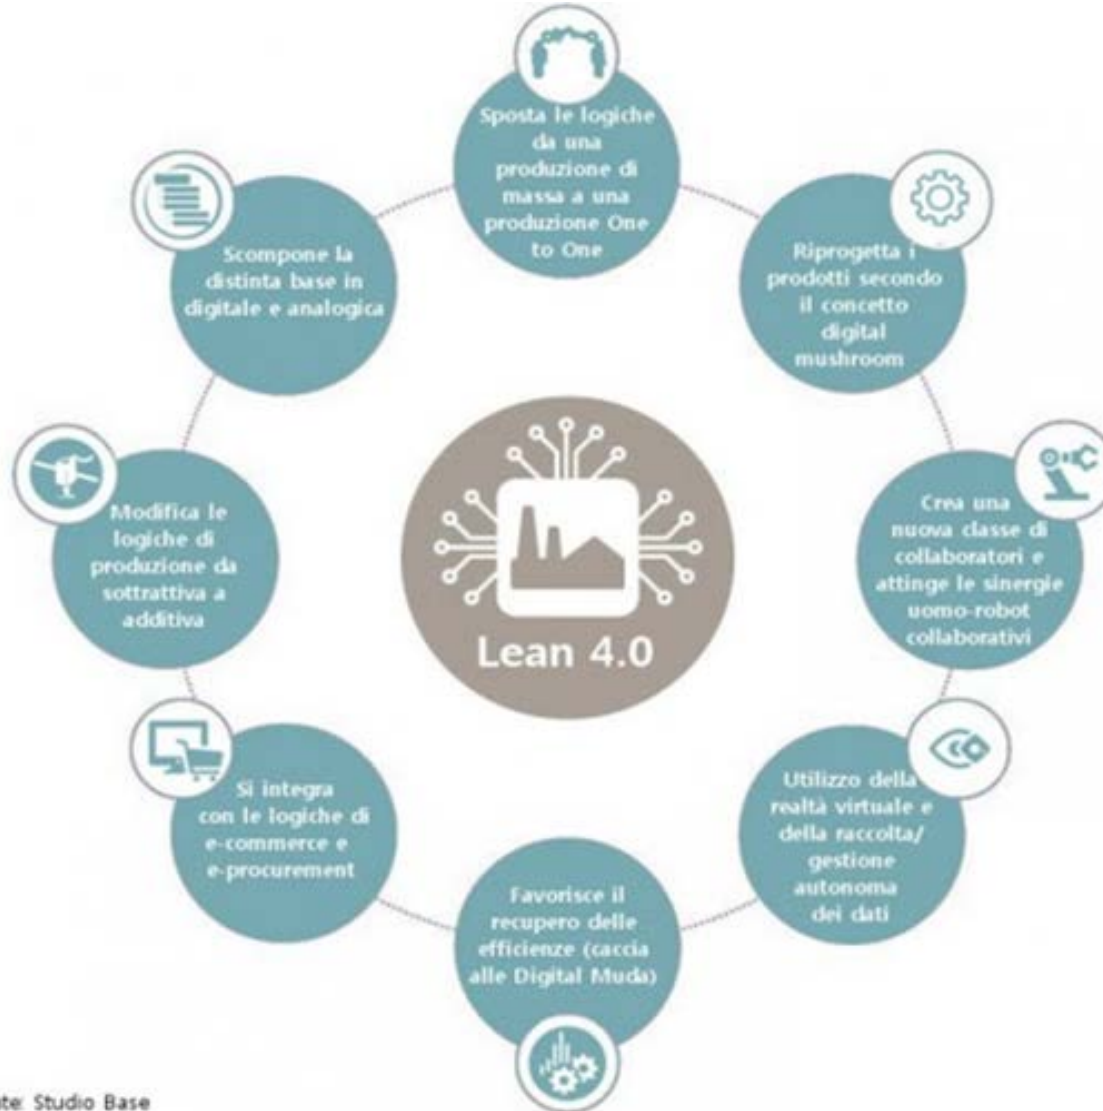 Sposta le logiche
da una
produzione di
massa a una
produzione One
to One
Riprogetta i
prodotti secondo
il concetto
digital
mushroom
Crea una
nuova classe di
collaboratori e
attinge le sinergie
uomo-robot
collaborativi
Utilizzo della
realtà virtuale e
della raccolta/
gestione
autonoma
dei dati
Favorisce il
recupero delle
efficienze (caccia
alle Digital Muda)
Si integra
con le logiche di
e-commerce e
e-procurement
Modifica le
logiche di
produzione da
sottrattiva a
additiva
Scompone la
distinta base in
digitale e analogica
Lean 4.0
Studio Base